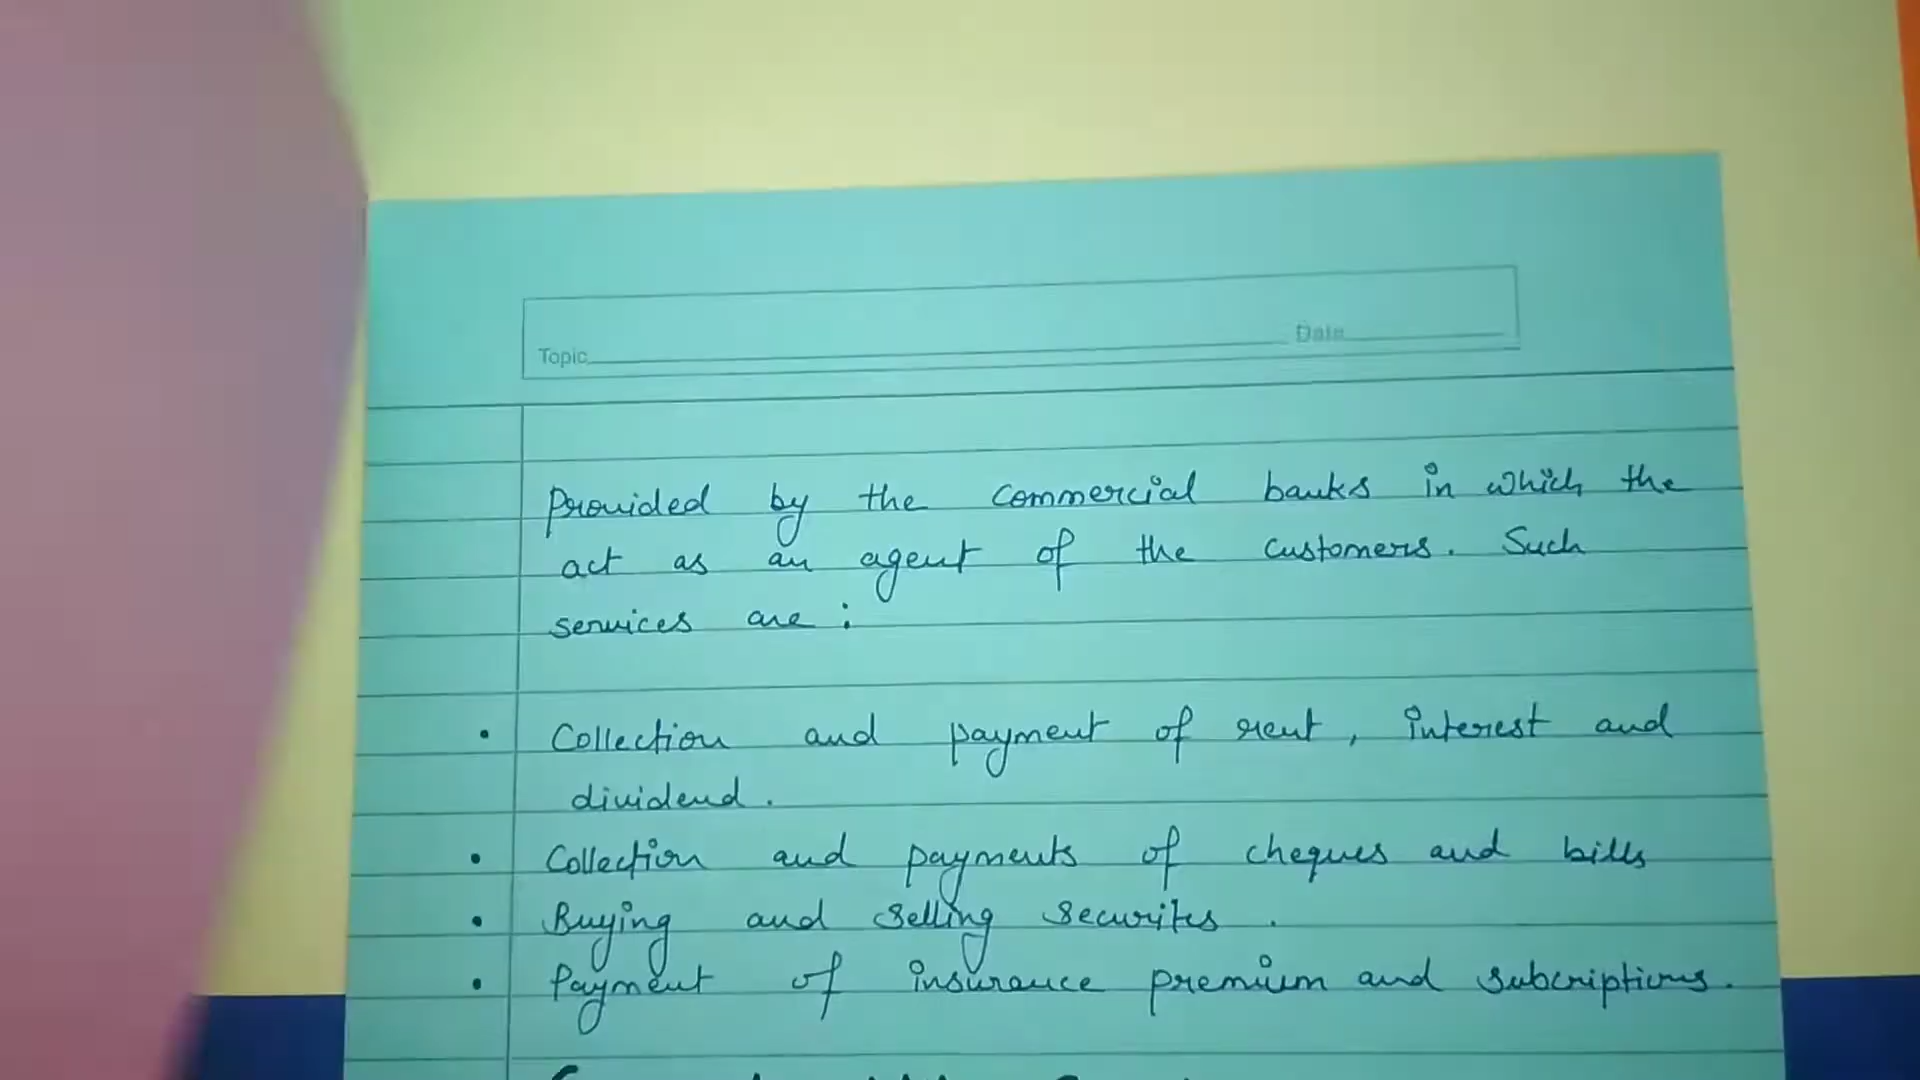 Topic Date
Provided by the commercial banks in which the
act as an agent of the customers. Such
services are :
• Collection and payment of rent, interest and
dividend.
• Collection and payments of cheques and bills
• Buying and selling securites.
• Payment of insurance premium and subcriptions.